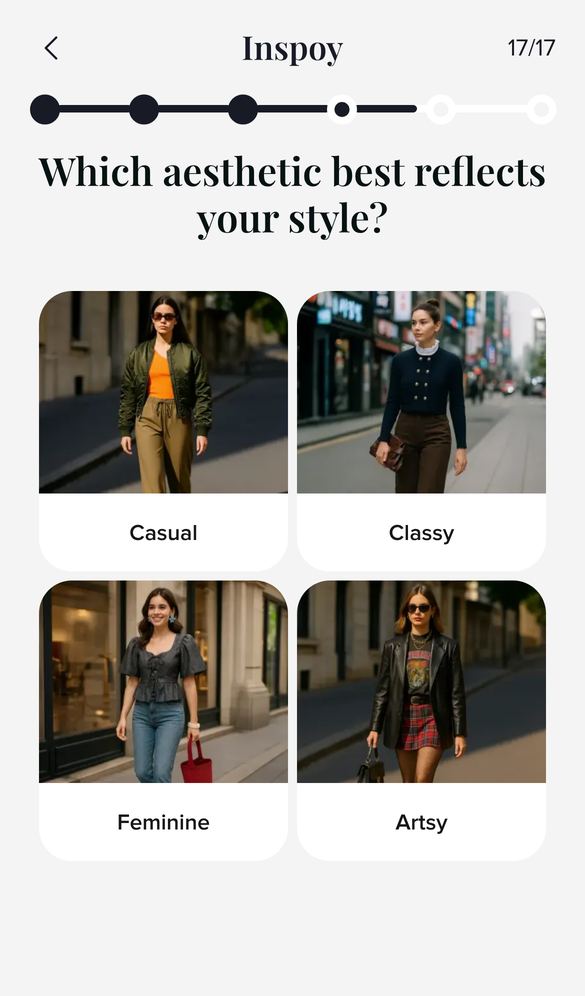 Inspoy
17/17
Which aesthetic best reflects
your style?
Casual
Classy
Feminine
Artsy